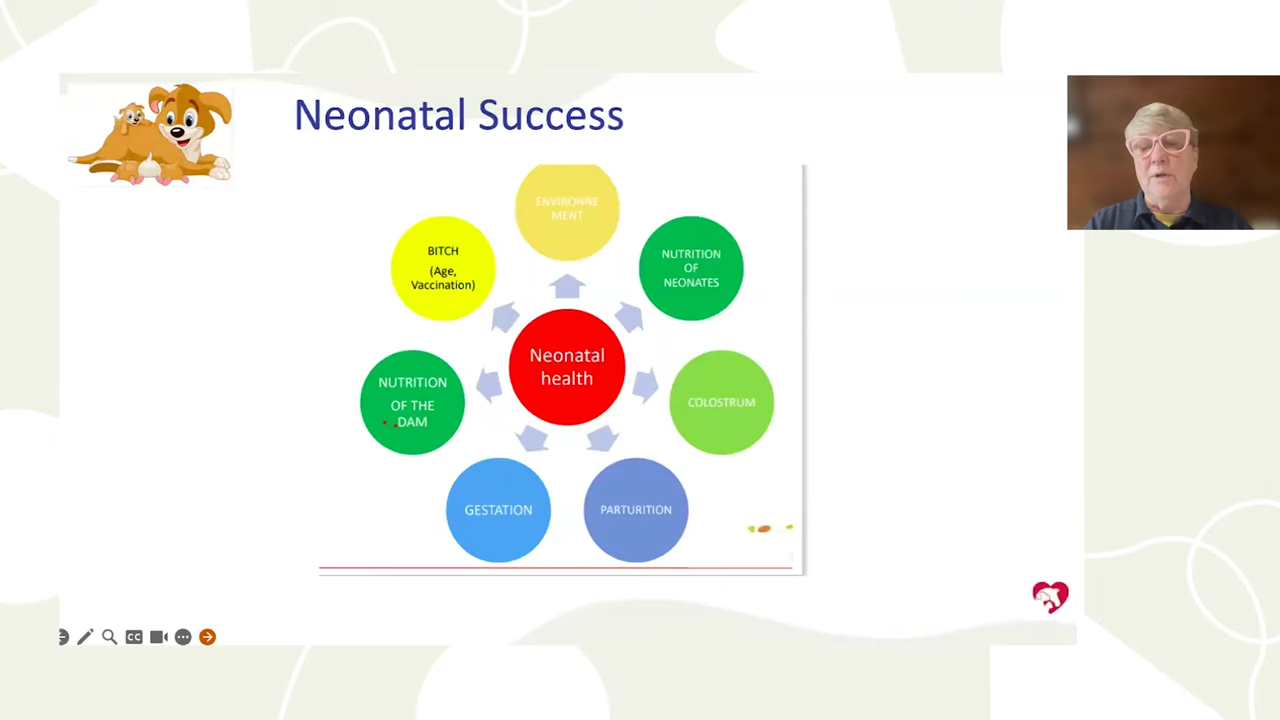 Neonatal Success
ENVIRONNE
MENT
BITCH
(Age,
Vaccination)
NUTRITION
OF
NEONATES
Neonatal
health
NUTRITION
OF THE
DAM
COLOSTRUM
GESTATION
PARTURITION
CC